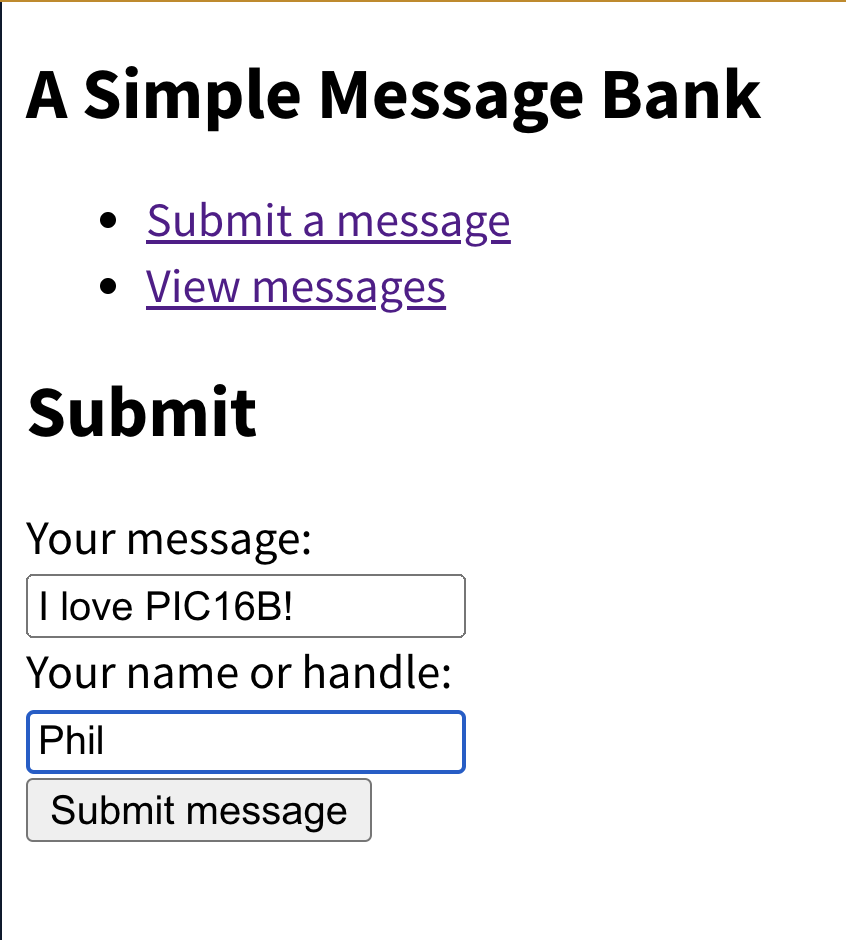 A Simple Message Bank
Submit a message
View messages
Submit
Your message:
I love PIC16B!
Your name or handle:
Phil
Submit message